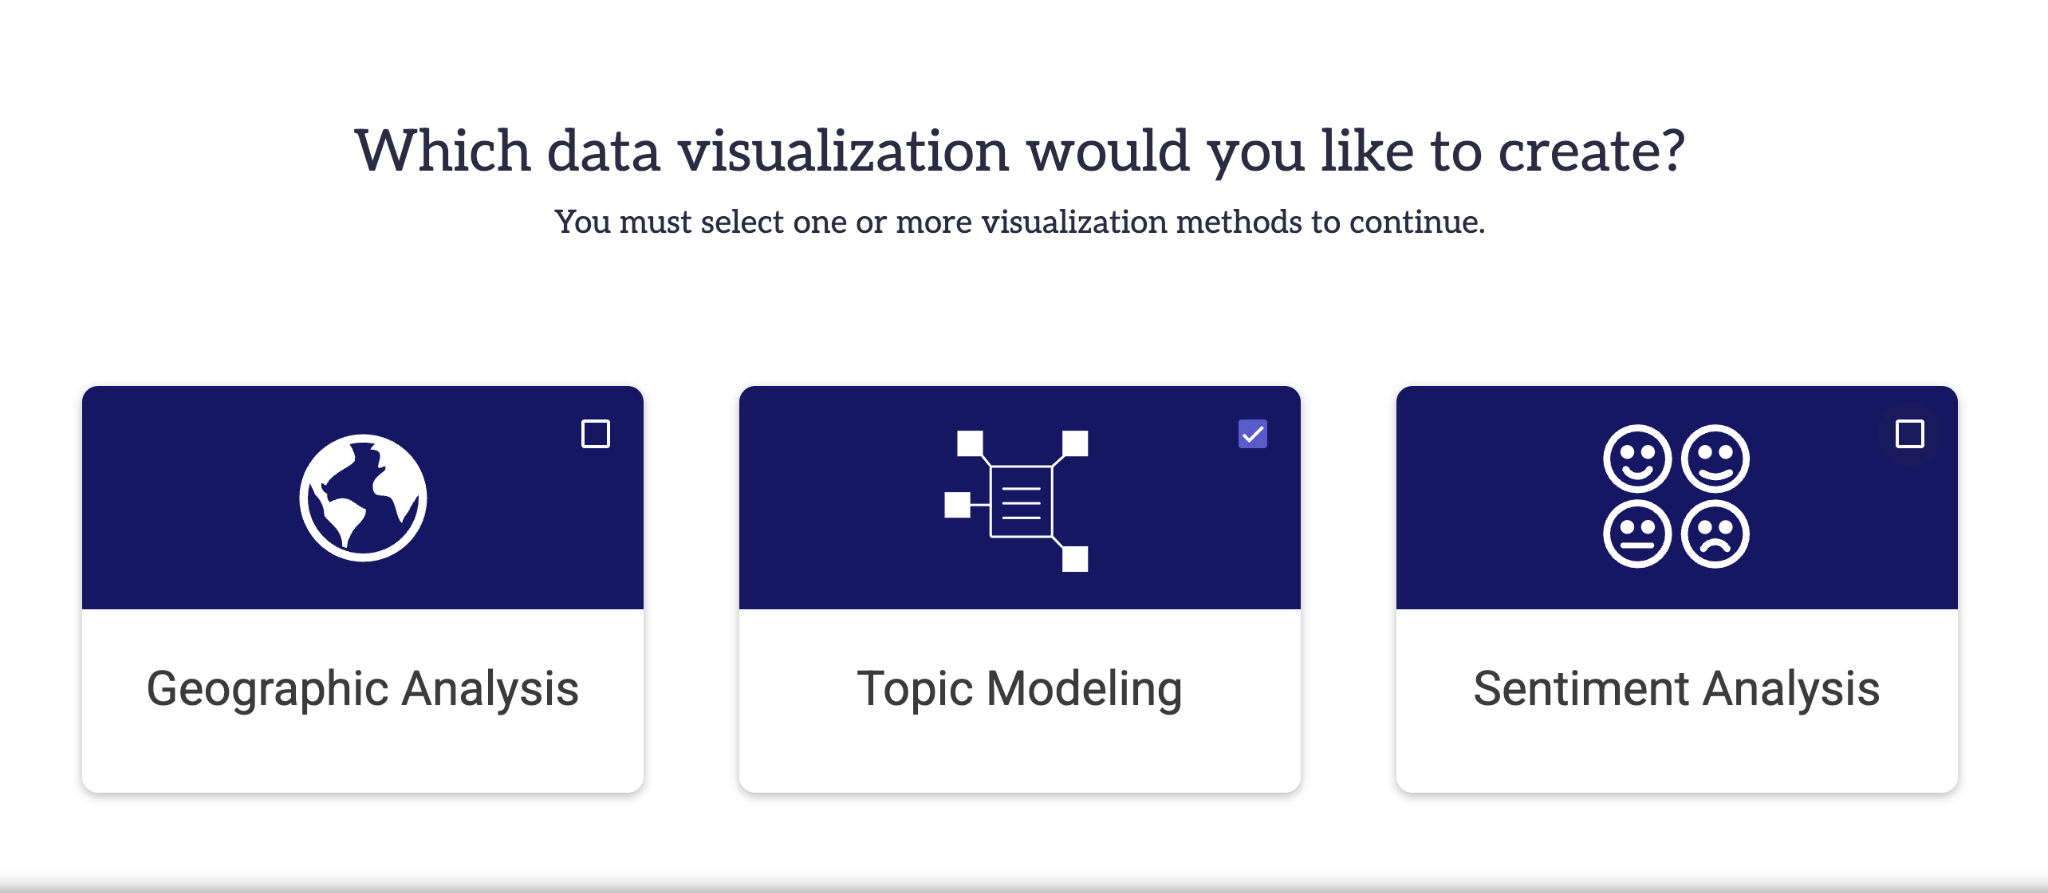 Which data visualization would you like to create?
You must select one or more visualization methods to continue.
Geographic Analysis
Topic Modeling
Sentiment Analysis